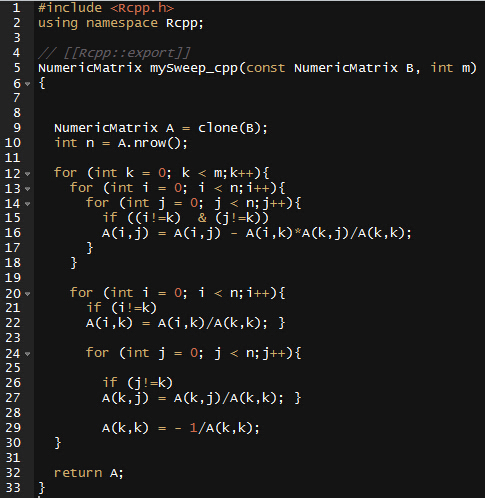 1 #include <Rcpp.h>
2 using namespace Rcpp;
3
4 // [[Rcpp::export]]
5 NumericMatrix mySweep_cpp(const NumericMatrix B, int m)
6 {
7
8
9   NumericMatrix A = clone(B);
10   int n = A.nrow();
11
12   for (int k = 0; k < m;k++){
13     for (int i = 0; i < n;i++){
14       for (int j = 0; j < n;j++){
15         if ((i!=k)  & (j!=k))
16         A(i,j) = A(i,j) - A(i,k)*A(k,j)/A(k,k);
17       }
18     }
19
20     for (int i = 0; i < n;i++){
21       if (i!=k)
22       A(i,k) = A(i,k)/A(k,k); }
23
24       for (int j = 0; j < n;j++){
25
26         if (j!=k)
27         A(k,j) = A(k,j)/A(k,k); }
28
29         A(k,k) = - 1/A(k,k);
30   }
31
32   return A;
33 }